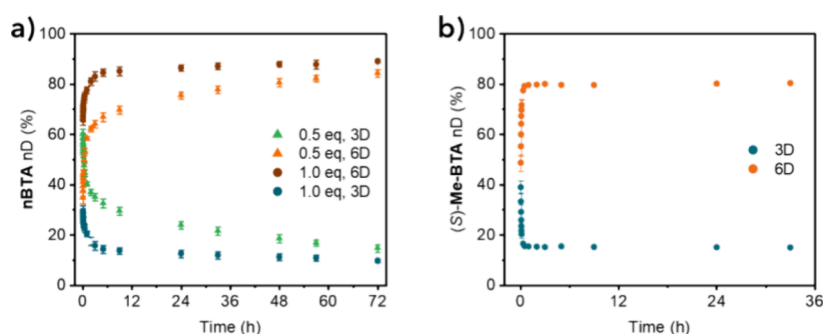 a)
nBTA nD (%)
100
80
60
40
20
0
0.5 eq, 3D
0.5 eq, 6D
1.0 eq, 6D
1.0 eq, 3D
0 12 24 36 48 60 72
Time (h)
b)
(S)-Me-BTA nD (%)
100
80
60
40
20
0
3D
6D
0 12 24 36
Time (h)